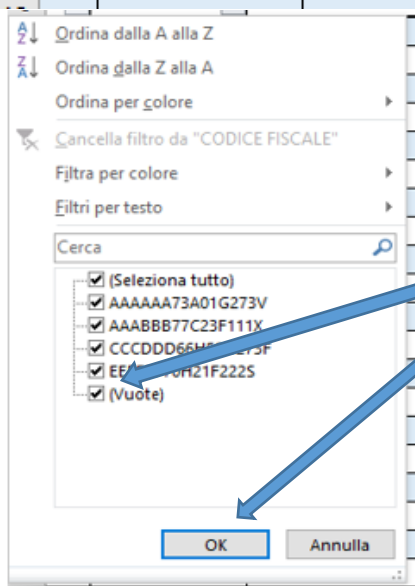 Ordina dalla A alla Z
Ordina dalla Z alla A
Ordina per colore
Cancella filtro da "CODICE FISCALE"
Filtra per colore
Filtri per testo
Cerca
(Seleziona tutto)
AAAAAA73A01G273V
AAABBB77C23F111X
(Vuote)
OK
Annulla